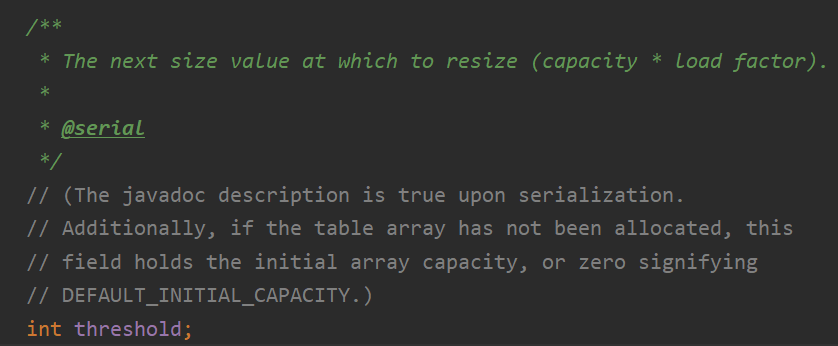 /**
* The next size value at which to resize (capacity * load factor).
*
* @serial
*/
// (The javadoc description is true upon serialization.
// Additionally, if the table array has not been allocated, this
// field holds the initial array capacity, or zero signifying
// DEFAULT_INITIAL_CAPACITY.)
int threshold;